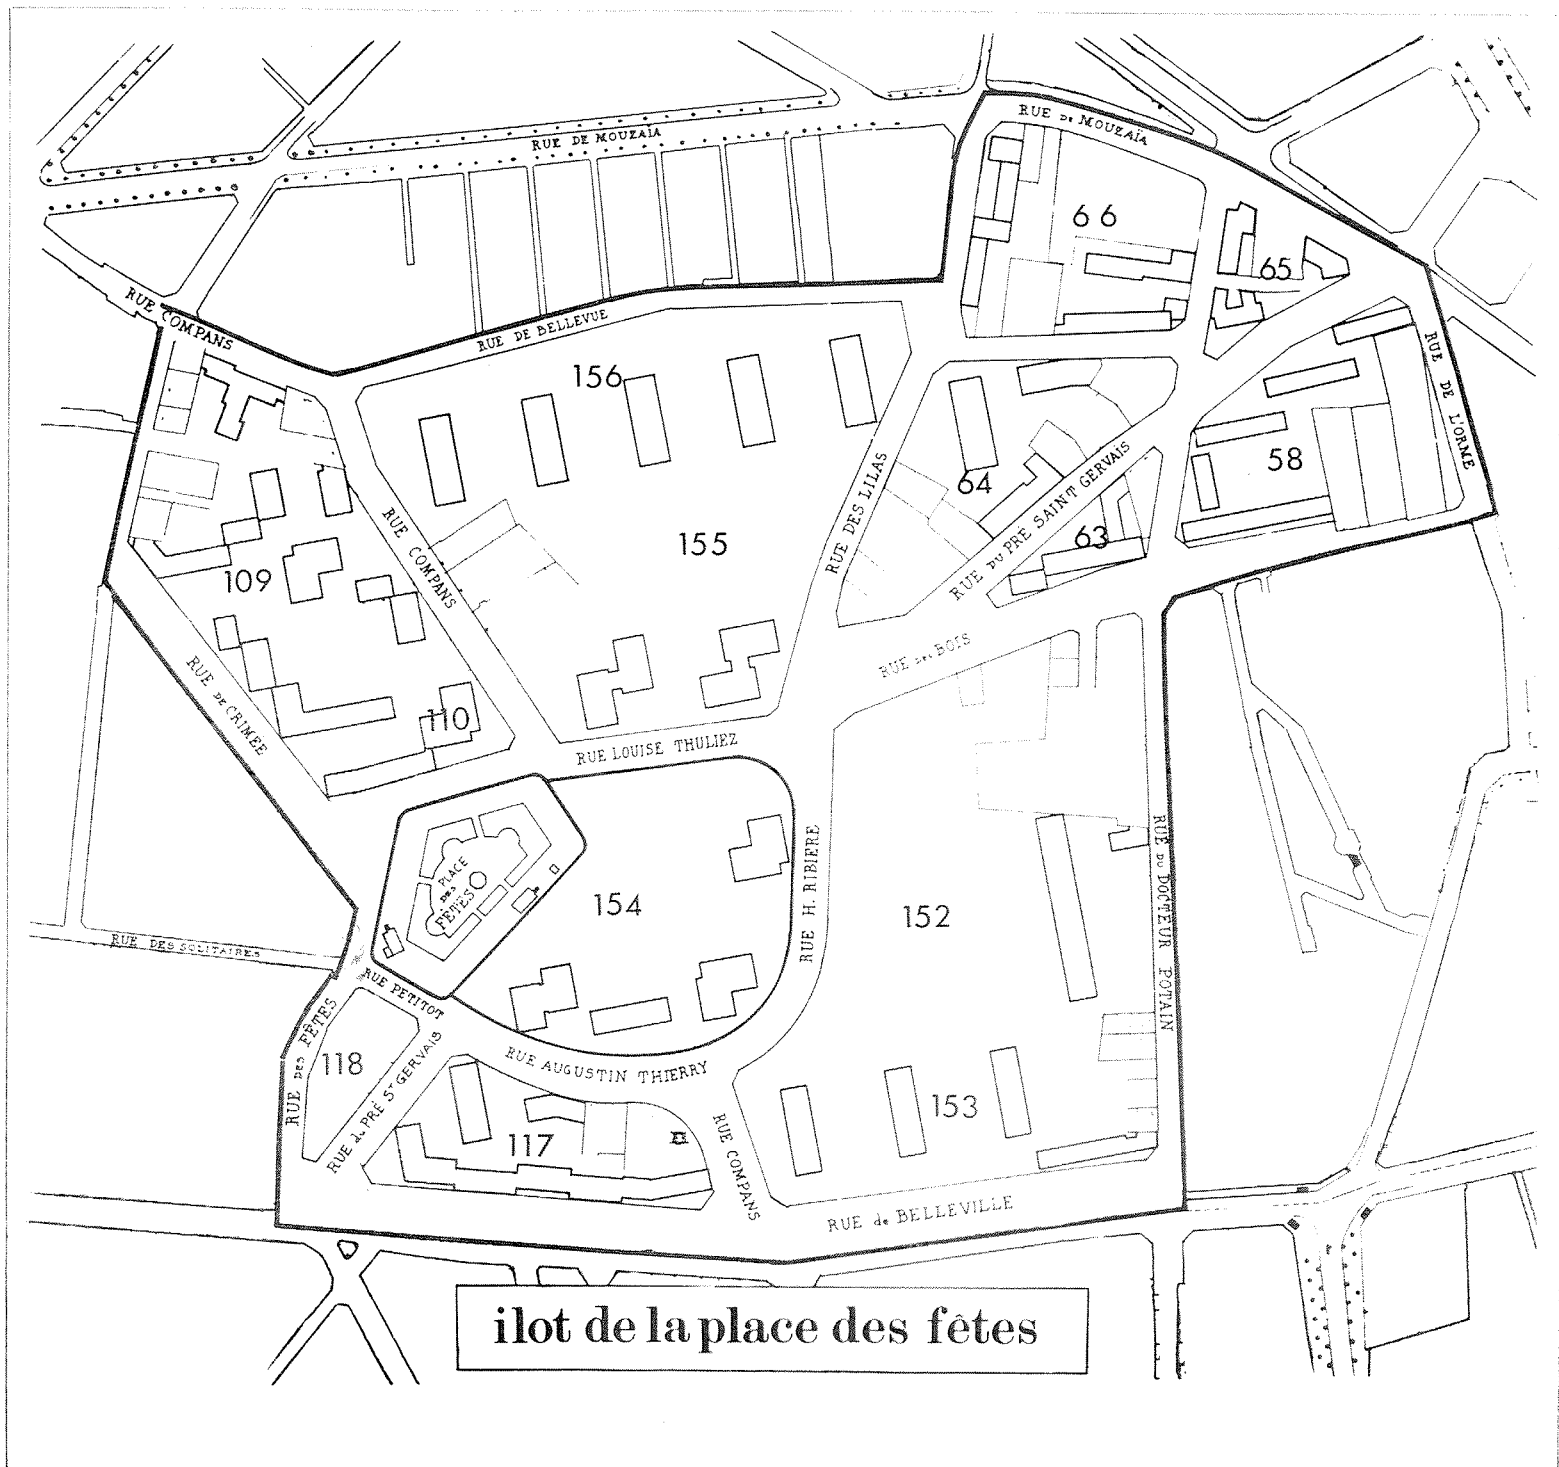 RUE DE MOUZAÏA
RUE DE MOUZAÏA
66
65
RUE COMPANS
RUE DE BELLEVUE
156
RUE DE L'ORME
58
64
RUE DES LILAS
RUE DU PRÉ SAINT GERVAIS
63
155
RUE COMPANS
109
RUE DE CRIMÉE
110
RUE DES BOIS
RUE LOUISE THULIEZ
PLACE
DES
FÊTES
154
RUE H. RIBIERE
152
RUE DU DOCTEUR POTAIN
RUE DES SOLITAIRES
RUE PETITOT
RUE DES FÊTES
118
RUE du PRÉ St GERVAIS
RUE AUGUSTIN THIERRY
117
RUE COMPANS
153
RUE de BELLEVILLE
ilot de la place des fêtes